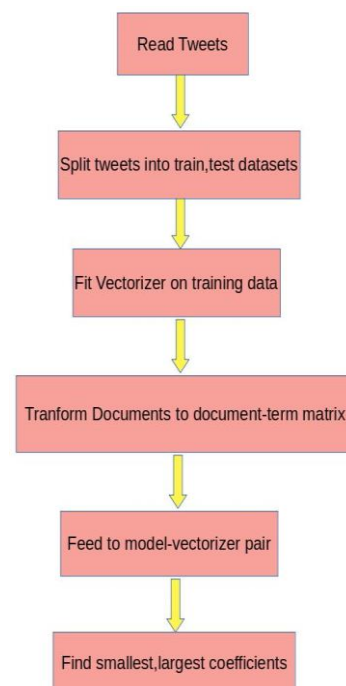 Read Tweets
Split tweets into train,test datasets
Fit Vectorizer on training data
Tranform Documents to document-term matrix
Feed to model-vectorizer pair
Find smallest,largest coefficients